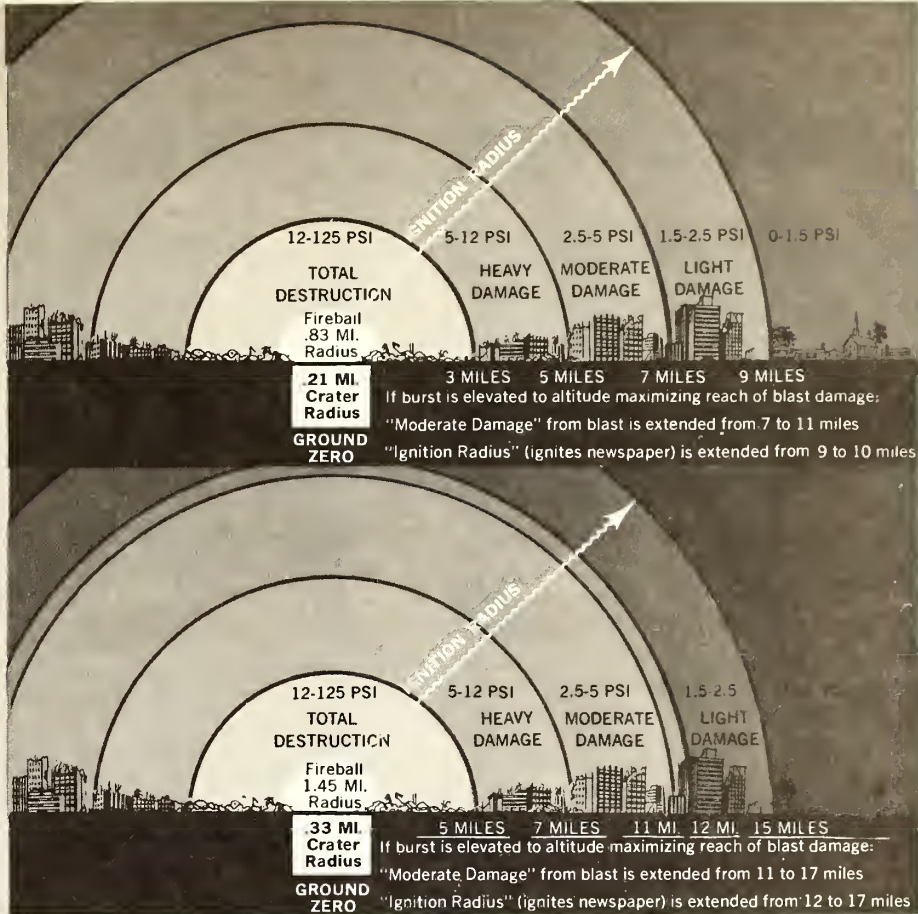 IGNITION RADIUS
12-125 PSI 5-12 PSI 2.5-5 PSI 1.5-2.5 PSI 0-1.5 PSI
TOTAL HEAVY MODERATE LIGHT
DESTRUCTION DAMAGE DAMAGE DAMAGE
Fireball
.83 MI.
Radius
.21 MI.
Crater
Radius
GROUND
ZERO
3 MILES 5 MILES 7 MILES 9 MILES
If burst is elevated to altitude maximizing reach of blast damage:
"Moderate Damage" from blast is extended from 7 to 11 miles
"Ignition Radius" (ignites newspaper) is extended from 9 to 10 miles
IGNITION RADIUS
12-125 PSI 5-12 PSI 2.5-5 PSI 1.5-2.5
TOTAL HEAVY MODERATE LIGHT
DESTRUCTION DAMAGE DAMAGE DAMAGE
Fireball
1.45 MI.
Radius
.33 MI.
Crater
Radius
GROUND
ZERO
5 MILES 7 MILES 11 MI. 12 MI. 15 MILES
If burst is elevated to altitude maximizing reach of blast damage:
"Moderate Damage" from blast is extended from 11 to 17 miles
"Ignition Radius" (ignites newspaper) is extended from 12 to 17 miles